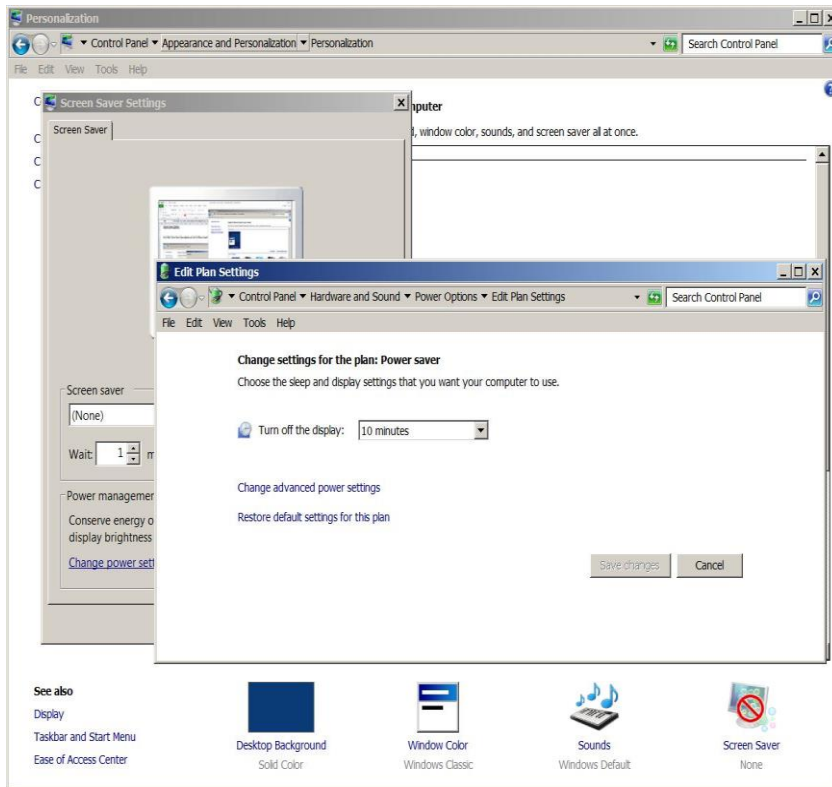 Personalization
Control Panel Appearance and Personalization Personalization
Search Control Panel
File Edit View Tools Help
Screen Saver Settings
nputer
Screen Saver
, window color, sounds, and screen saver all at once.
Edit Plan Settings
Control Panel Hardware and Sound Power Options Edit Plan Settings
Search Control Panel
File Edit View Tools Help
Change settings for the plan: Power saver
Choose the sleep and display settings that you want your computer to use.
Turn off the display: 10 minutes
Change advanced power settings
Restore default settings for this plan
Save changes Cancel
Screen saver
(None)
Wait: 1 m
Power managemer
Conserve energy o
display brightness
Change power sett
See also
Display
Taskbar and Start Menu
Ease of Access Center
Desktop Background
Solid Color
Window Color
Windows Classic
Sounds
Windows Default
Screen Saver
None